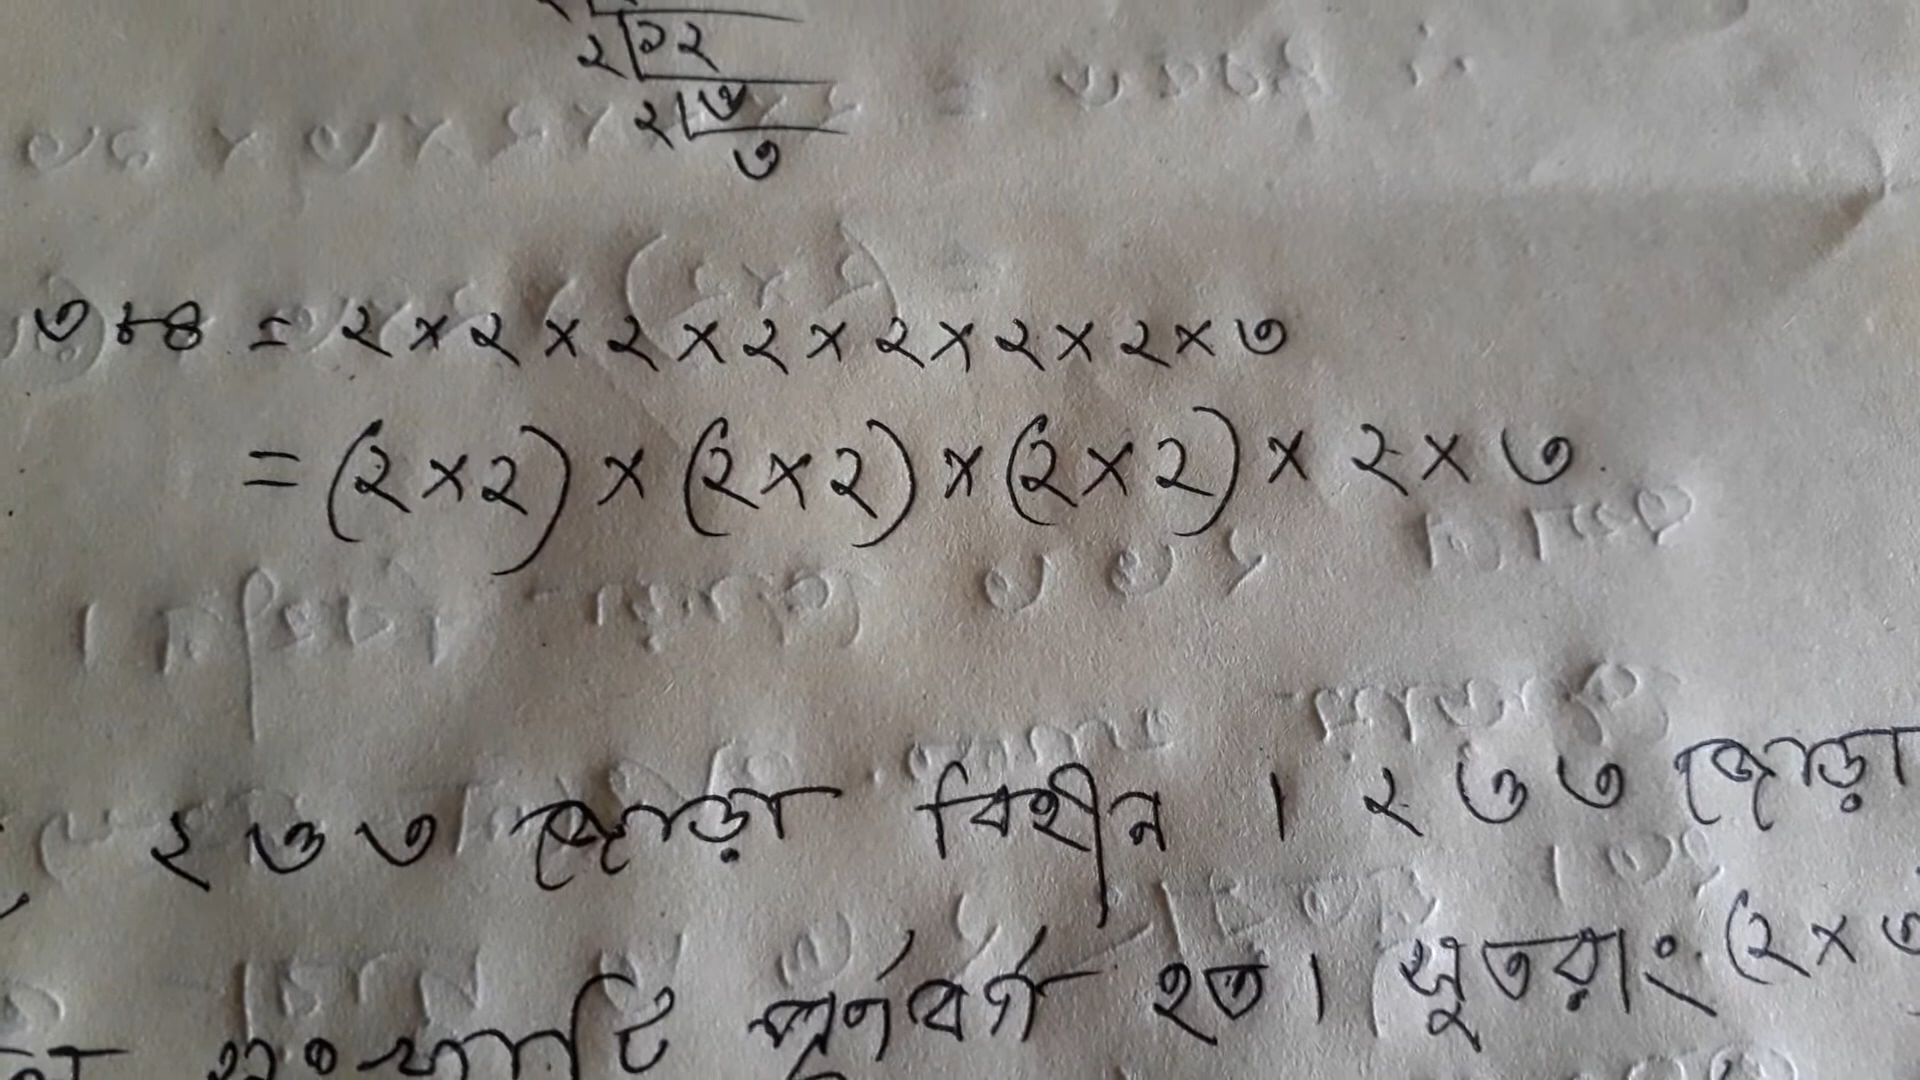 ২ | ১২
২ | ৬
৩
৩৮৪ = ২ × ২ × ২ × ২ × ২ × ২ × ২ × ৩
= (২ × ২) × (২ × ২) × (২ × ২) × ২ × ৩
২ ও ৩ জোড়া বিহীন । ২ ও ৩ জোড়া
সংখ্যাটি পূর্ণবর্গ হত । সুতরাং (২ × ৩